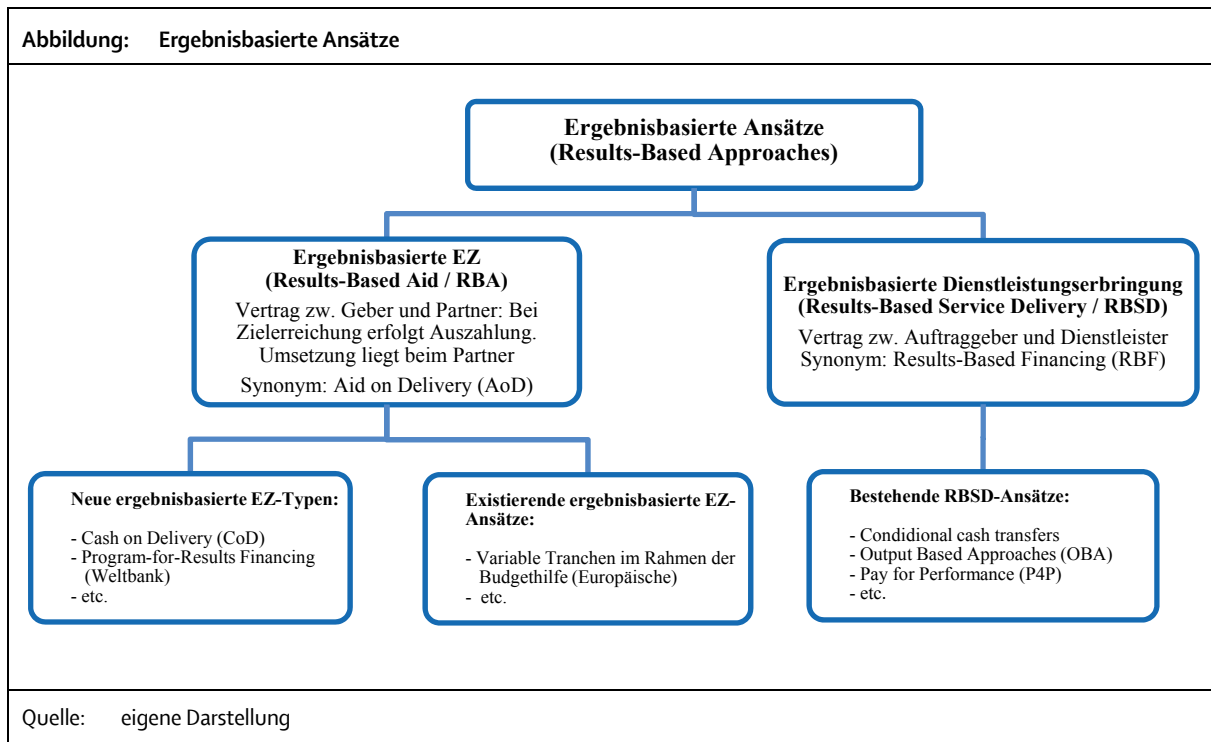 Abbildung: Ergebnisbasierte Ansätze
Ergebnisbasierte Ansätze
(Results-Based Approaches)
Ergebnisbasierte EZ
(Results-Based Aid / RBA)
Vertrag zw. Geber und Partner: Bei
Zielerreichung erfolgt Auszahlung.
Umsetzung liegt beim Partner
Synonym: Aid on Delivery (AoD)
Ergebnisbasierte Dienstleistungserbringung
(Results-Based Service Delivery / RBSD)
Vertrag zw. Auftraggeber und Dienstleister
Synonym: Results-Based Financing (RBF)
Neue ergebnisbasierte EZ-Typen:
- Cash on Delivery (CoD)
- Program-for-Results Financing
(Weltbank)
- etc.
Existierende ergebnisbasierte EZ-
Ansätze:
- Variable Tranchen im Rahmen der
Budgethilfe (Europäische)
- etc.
Bestehende RBSD-Ansätze:
- Condidional cash transfers
- Output Based Approaches (OBA)
- Pay for Performance (P4P)
- etc.
Quelle: eigene Darstellung